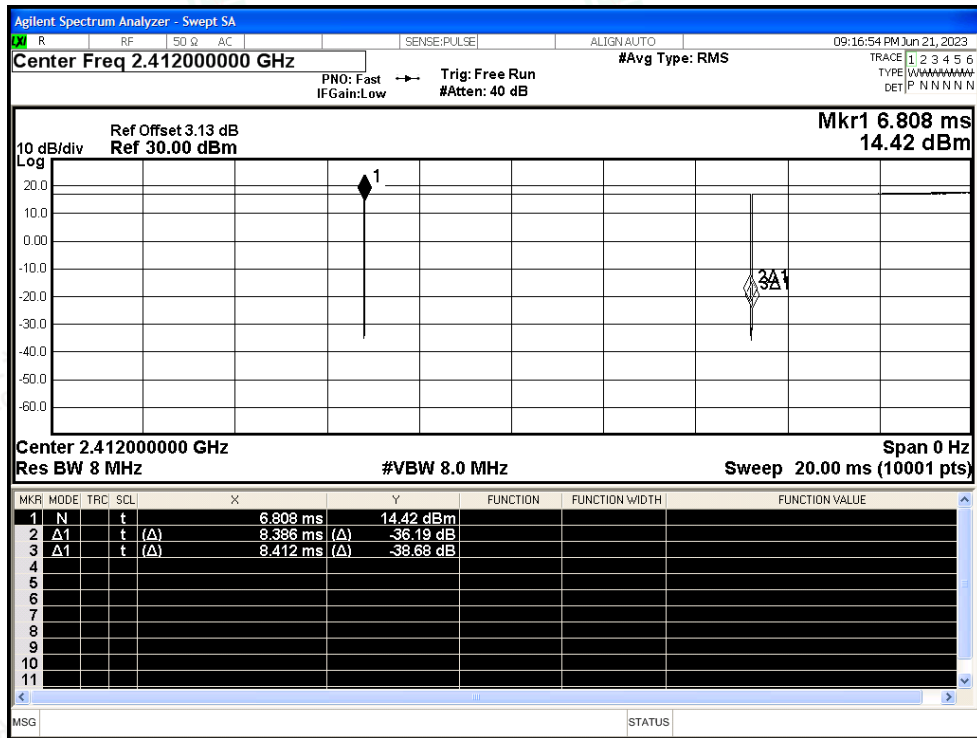 Agilent Spectrum Analyzer - Swept SA
LXI R RF 50 Ω AC SENSE:PULSE ALIGN AUTO 09:16:54 PM Jun 21, 2023
Center Freq 2.412000000 GHz
#Avg Type: RMS
TRACE 1 2 3 4 5 6
PNO: Fast Trig: Free Run
TYPE
IFGain:Low #Atten: 40 dB
DET P N N N N N
Mkr1 6.808 ms
Ref Offset 3.13 dB
14.42 dBm
10 dB/div Ref 30.00 dBm
Log
1
20.0
10.0
0.00
-10.0
-20.0
-30.0
-40.0
-50.0
-60.0
Center 2.412000000 GHz Span 0 Hz
Res BW 8 MHz #VBW 8.0 MHz Sweep 20.00 ms (10001 pts)
MKR MODE TRC SCL X Y FUNCTION FUNCTION WIDTH FUNCTION VALUE
1 N t 6.808 ms 14.42 dBm
2 Δ1 t (Δ) 8.386 ms (Δ) -36.19 dB
3 Δ1 t (Δ) 8.412 ms (Δ) -38.68 dB
4
5
6
7
8
9
10
11
MSG STATUS